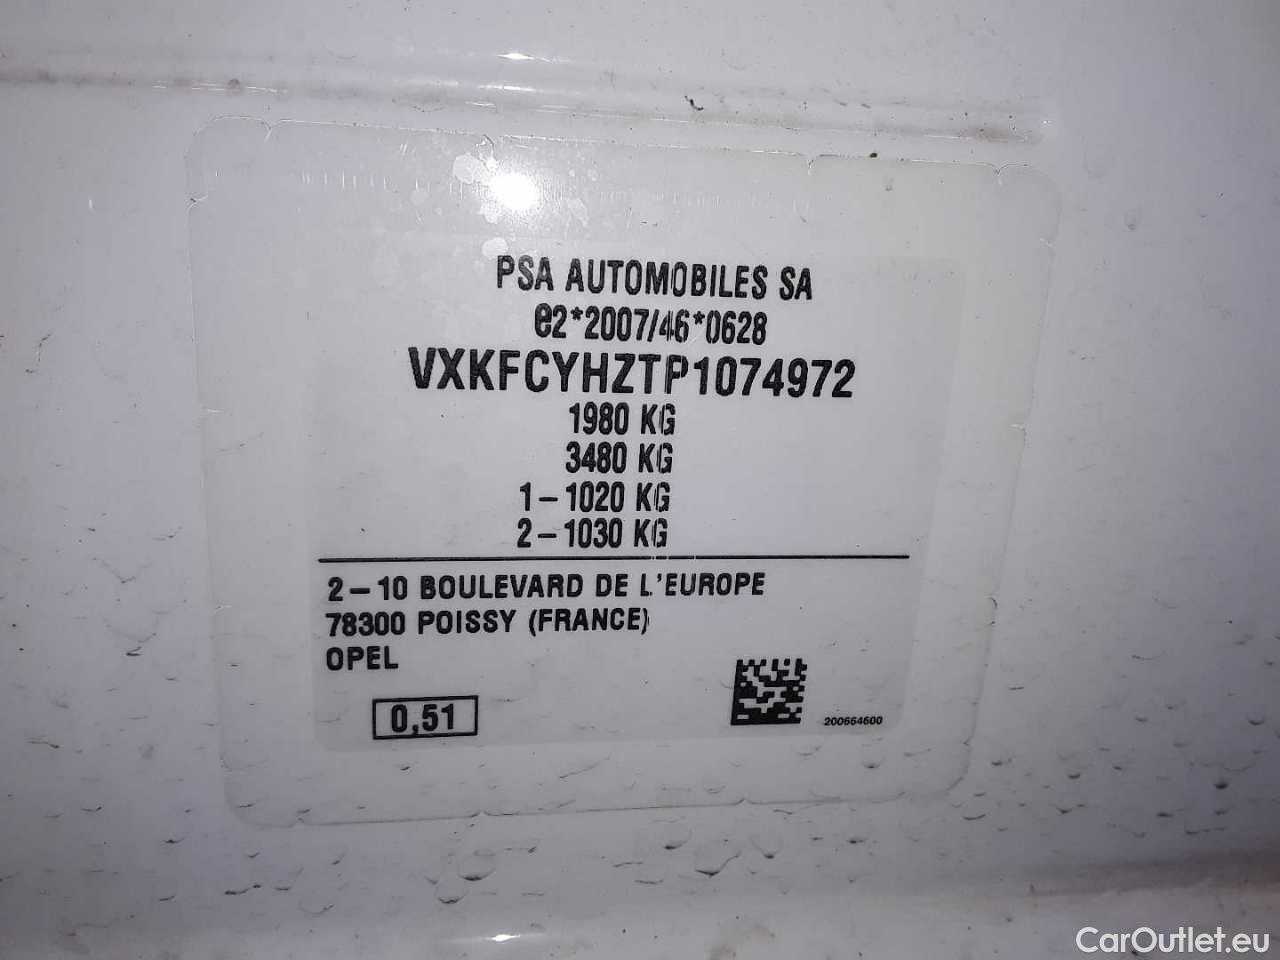 PSA AUTOMOBILES SA
e2*2007/46*0628
VXKFCYHZTP1074972
1980 KG
3480 KG
1-1020 KG
2-1030 KG
2-10 BOULEVARD DE L'EUROPE
78300 POISSY (FRANCE)
OPEL
0,51
200664600
CarOutlet.eu